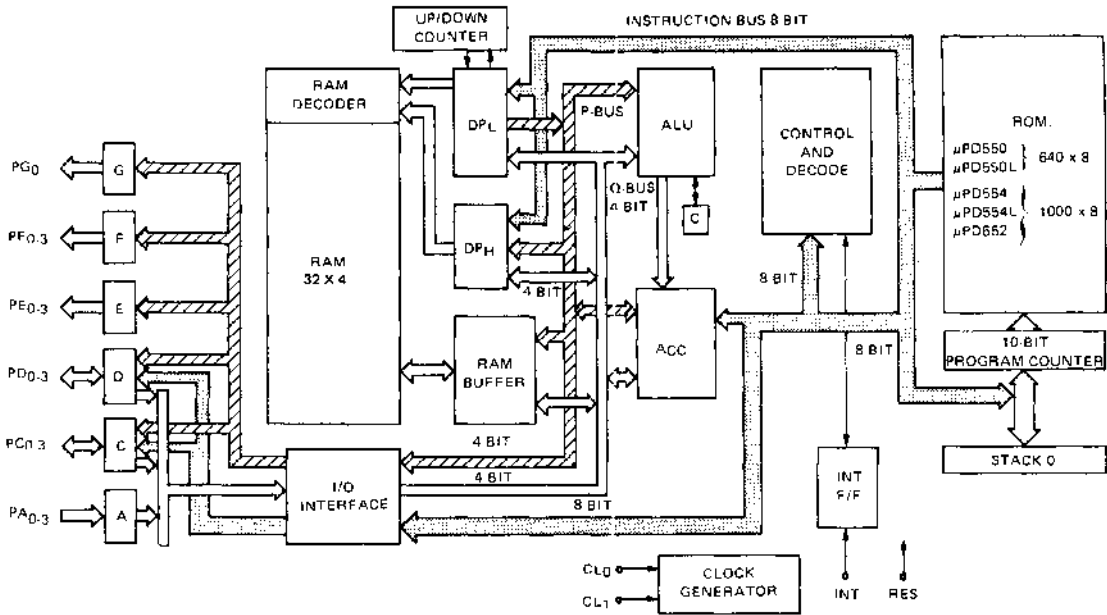 UP/DOWN
COUNTER
INSTRUCTION BUS 8 BIT
RAM
DECODER
DPL
P-BUS
ALU
CONTROL
AND
DECODE
ROM.
µPD550
µPD550L
640 x 8
µPD554
µPD554L
µPD652
1000 x 8
PG0
G
Q-BUS
4 BIT
C
PF0-3
F
RAM
32 X 4
DPH
4 BIT
8 BIT
PE0-3
E
ACC
8 BIT
10-BIT
PROGRAM COUNTER
PD0-3
D
RAM
BUFFER
PC0-3
C
4 BIT
STACK 0
I/O
INTERFACE
4 BIT
8 BIT
INT
F/F
PA0-3
A
CL0
CL1
CLOCK
GENERATOR
INT
RES